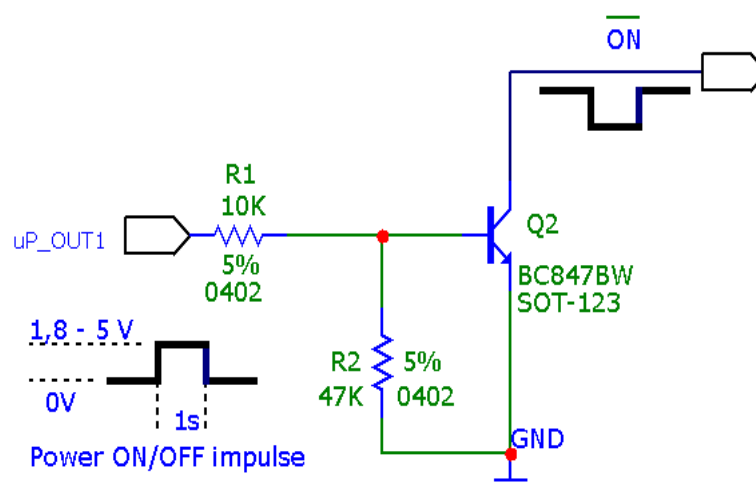 ON
R1
10K
uP_OUT1
5%
0402
Q2
BC847BW
SOT-123
1,8 - 5 V
0V
1s
R2 5%
47K 0402
GND
Power ON/OFF impulse